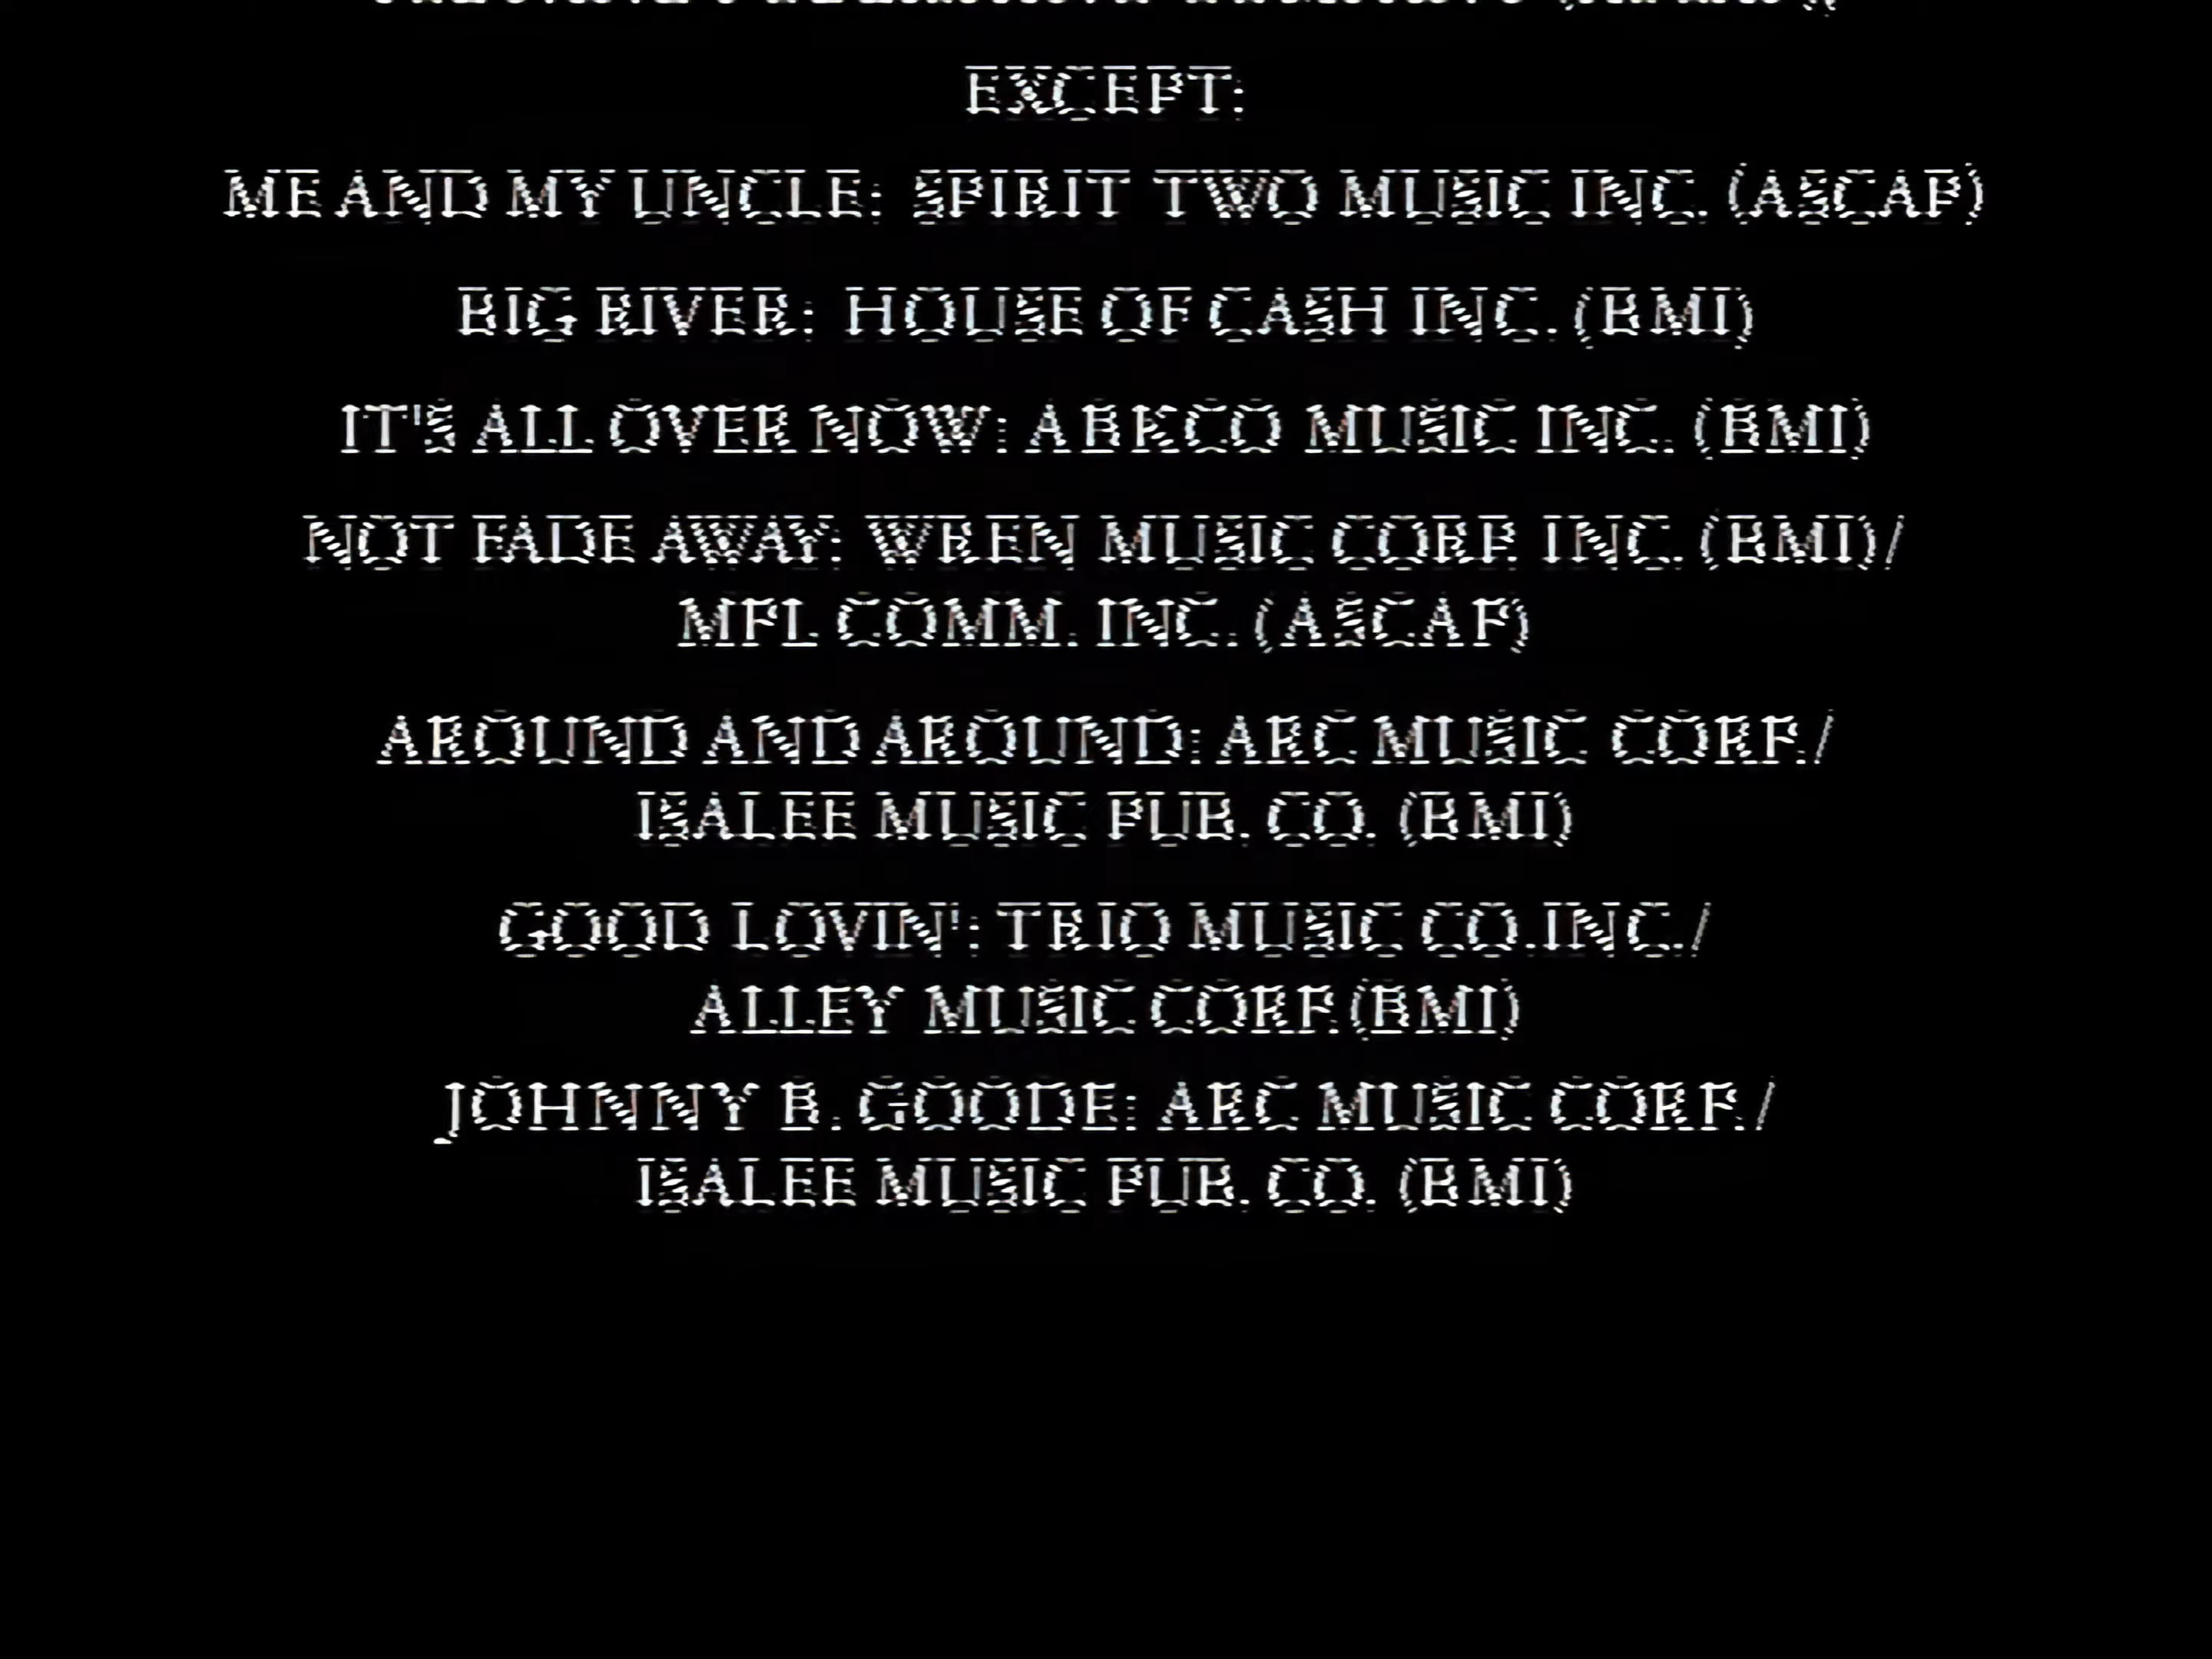 EXCEPT:
ME AND MY UNCLE: SPIRIT TWO MUSIC INC. (ASCAP)
BIG RIVER: HOUSE OF CASH INC. (BMI)
IT'S ALL OVER NOW: ABKCO MUSIC INC. (BMI)
NOT FADE AWAY: WREN MUSIC CORP. INC. (BMI)/
MPL COMM. INC. (ASCAP)
AROUND AND AROUND: ARC MUSIC CORP./
ISALEE MUSIC PUB. CO. (BMI)
GOOD LOVIN': TRIO MUSIC CO.INC./
ALLEY MUSIC CORP.(BMI)
JOHNNY B. GOODE: ARC MUSIC CORP./
ISALEE MUSIC PUB. CO. (BMI)